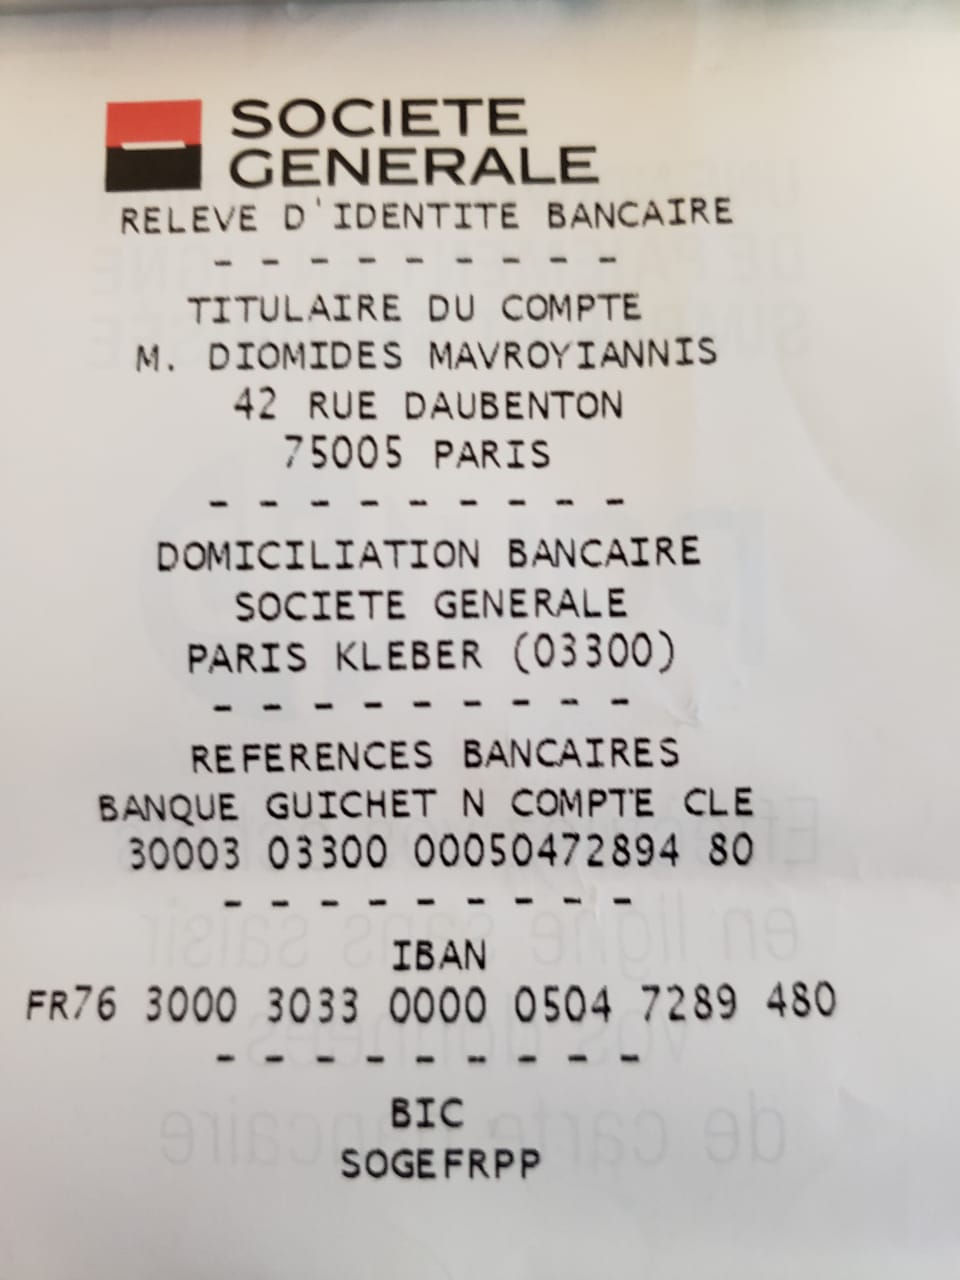 SOCIETE
GENERALE
RELEVE D'IDENTITE BANCAIRE
- - - - - - - - -
TITULAIRE DU COMPTE
M. DIOMIDES MAVROYIANNIS
42 RUE DAUBENTON
75005 PARIS
- - - - - - - - -
DOMICILIATION BANCAIRE
SOCIETE GENERALE
PARIS KLEBER (03300)
- - - - - - - - -
REFERENCES BANCAIRES
BANQUE GUICHET N COMPTE CLE
30003 03300 00050472894 80
- - - - - - - - -
IBAN
FR76 3000 3033 0000 0504 7289 480
- - - - - - - - -
BIC
SOGEFRPP